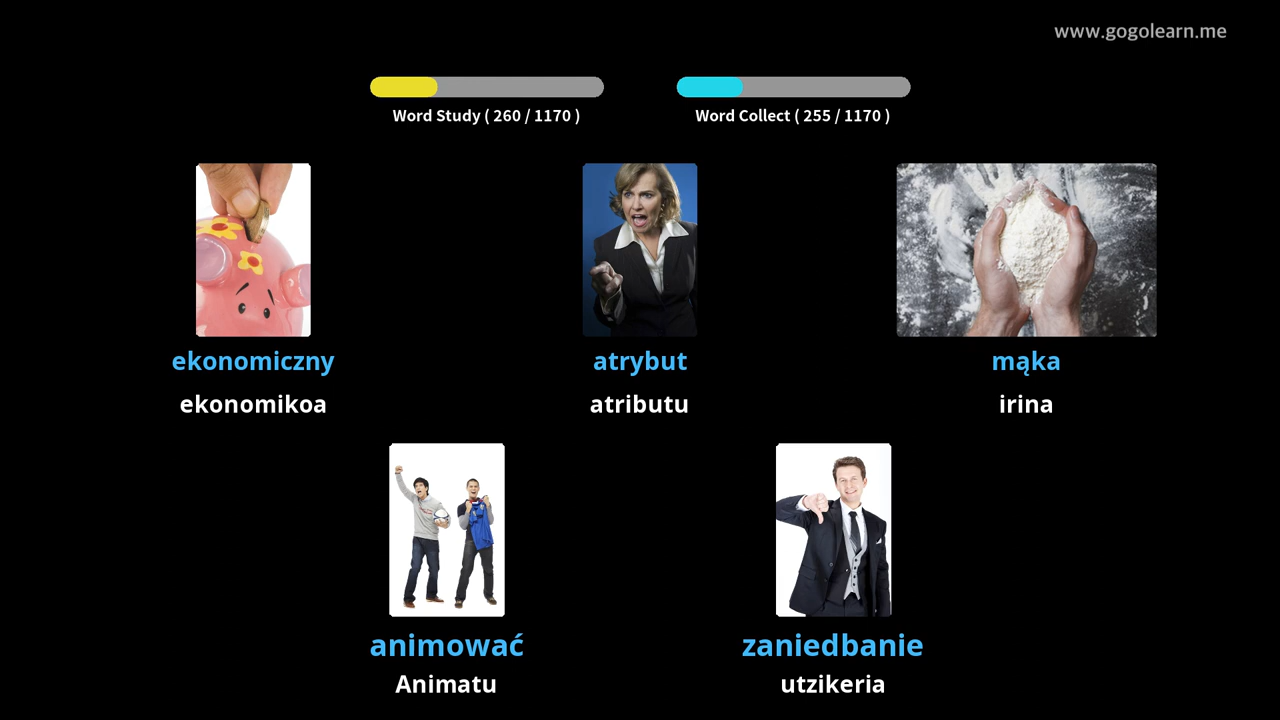 www.gogolearn.me
Word Study ( 260 / 1170 )
Word Collect ( 255 / 1170 )
ekonomiczny
ekonomikoa
atrybut
atributu
mąka
irina
animować
Animatu
zaniedbanie
utzikeria